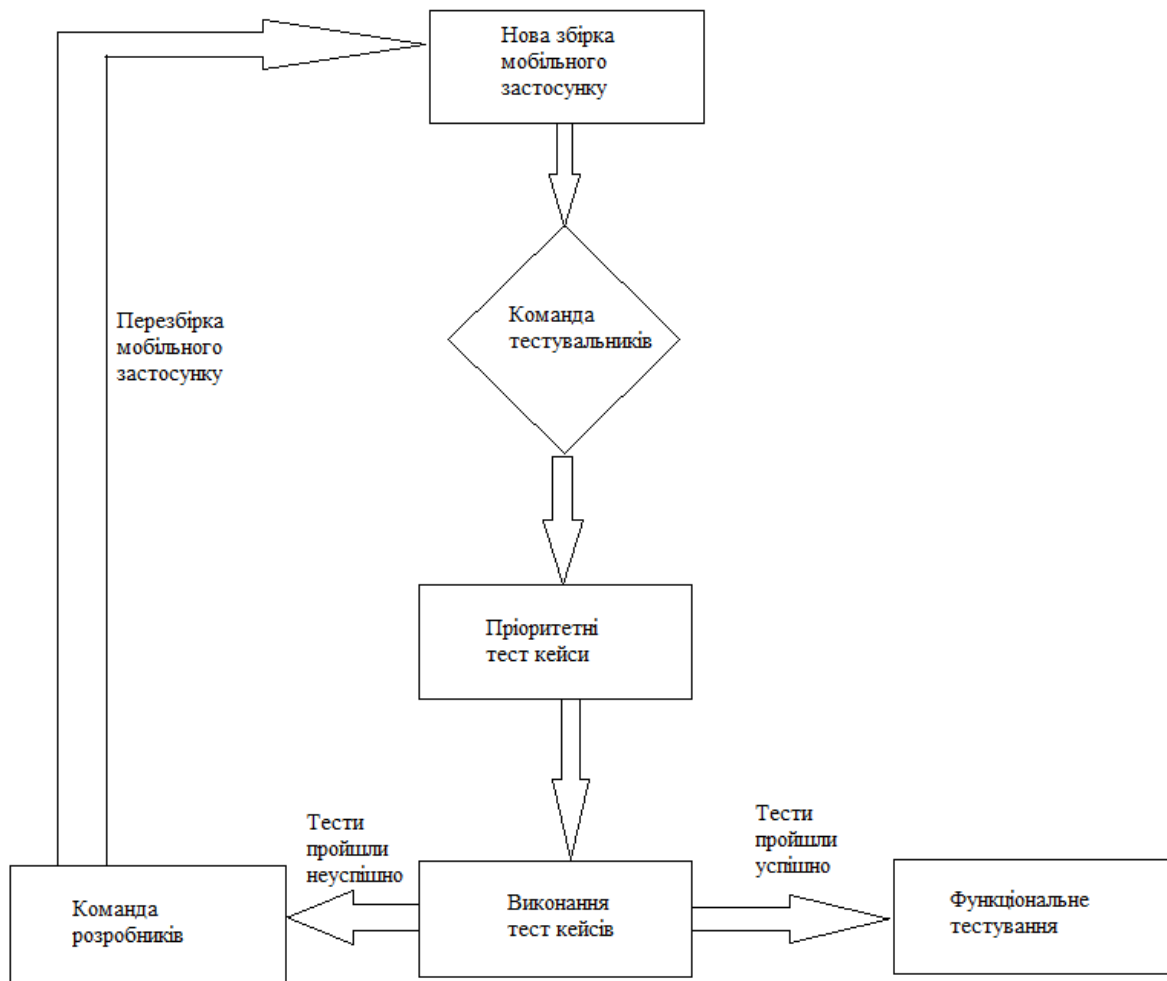 Нова збірка
мобільного
застосунку
Команда
тестувальників
Перезбірка
мобільного
застосунку
Пріоритетні
тест кейси
Тести
пройшли
неуспішно
Тести
пройшли
успішно
Команда
розробників
Виконання
тест кейсів
Функціональне
тестування